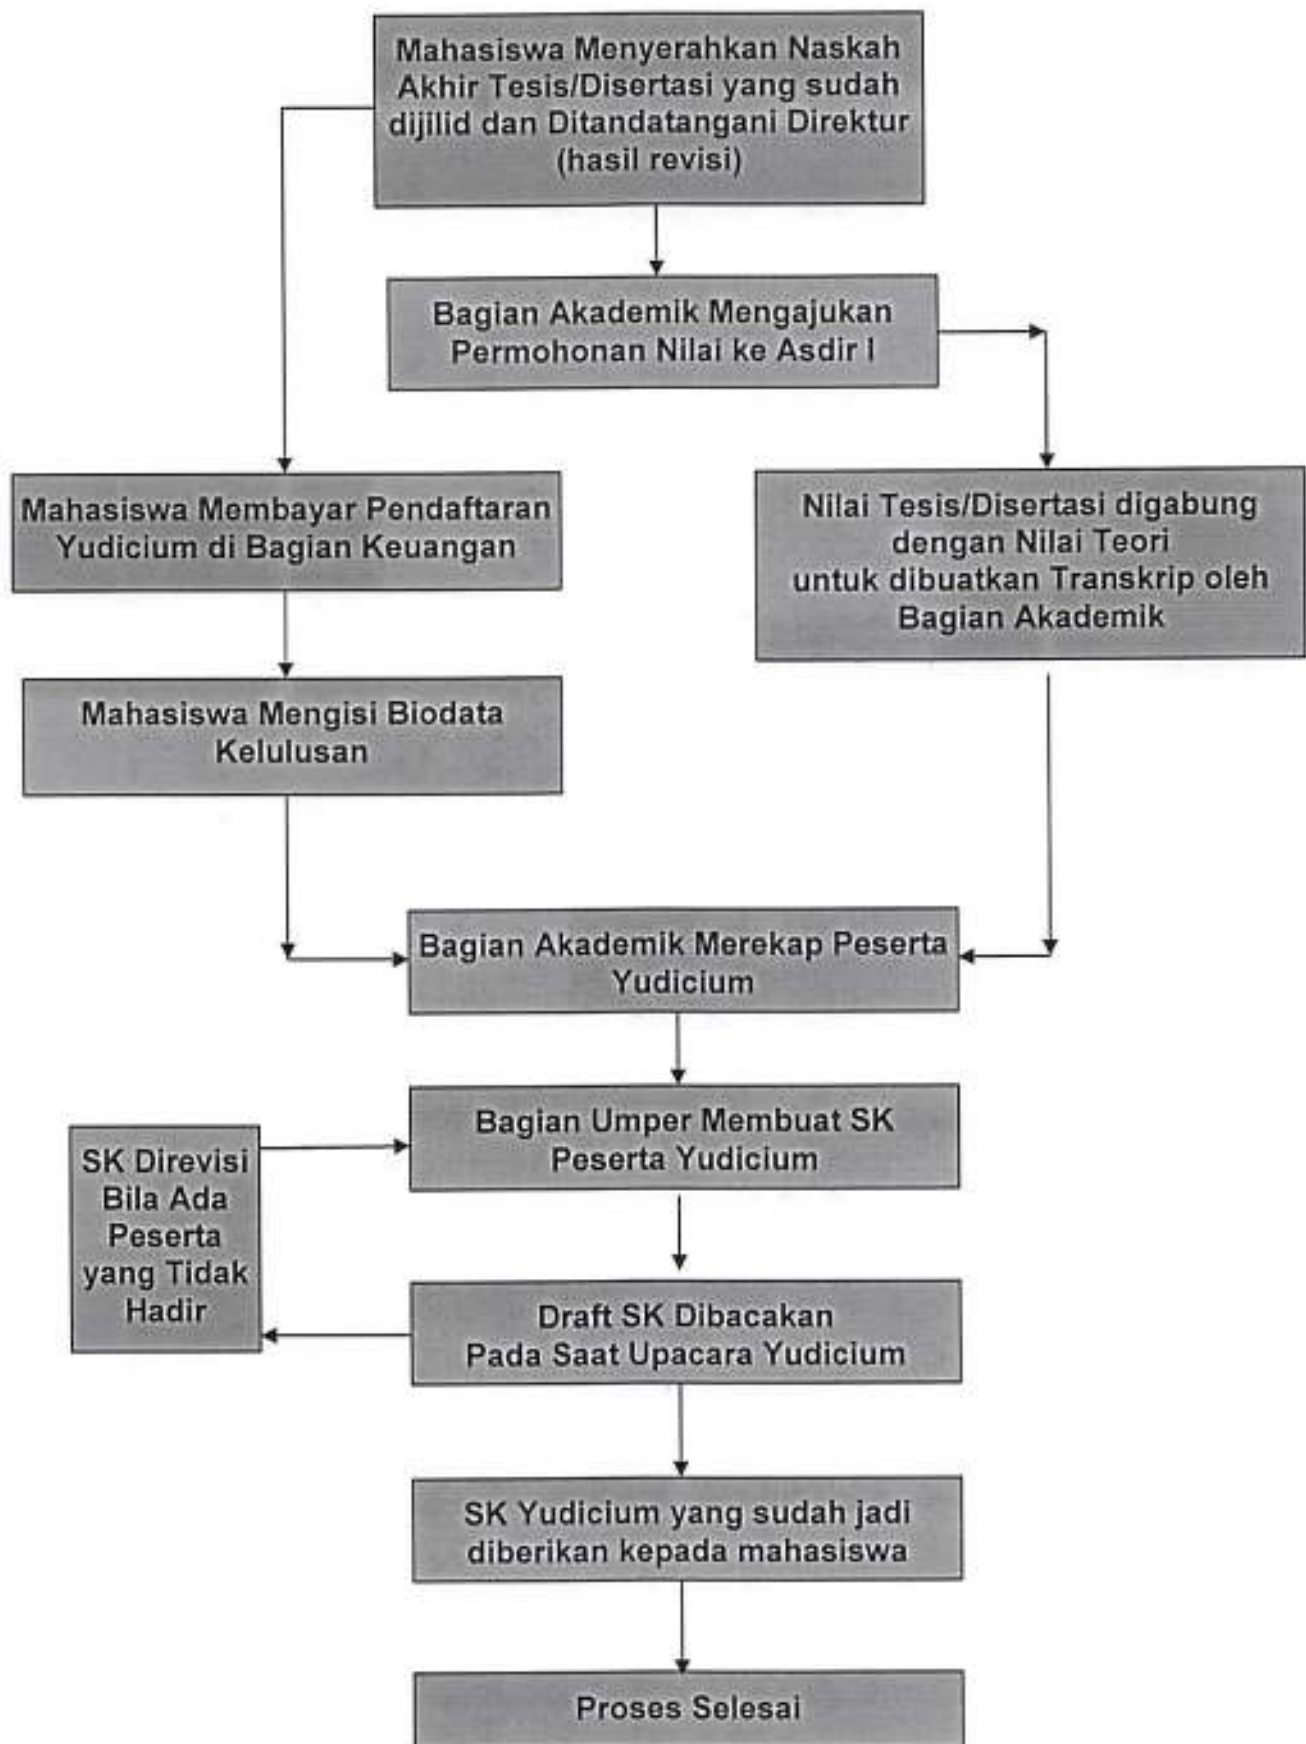 Mahasiswa Menyerahkan Naskah
Akhir Tesis/Disertasi yang sudah
dijilid dan Ditandatangani Direktur
(hasil revisi)
Bagian Akademik Mengajukan
Permohonan Nilai ke Asdir I
Mahasiswa Membayar Pendaftaran
Yudicium di Bagian Keuangan
Nilai Tesis/Disertasi digabung
dengan Nilai Teori
untuk dibuatkan Transkrip oleh
Bagian Akademik
Mahasiswa Mengisi Biodata
Kelulusan
Bagian Akademik Merekap Peserta
Yudicium
Bagian Umper Membuat SK
Peserta Yudicium
SK Direvisi
Bila Ada
Peserta
yang Tidak
Hadir
Draft SK Dibacakan
Pada Saat Upacara Yudicium
SK Yudicium yang sudah jadi
diberikan kepada mahasiswa
Proses Selesai